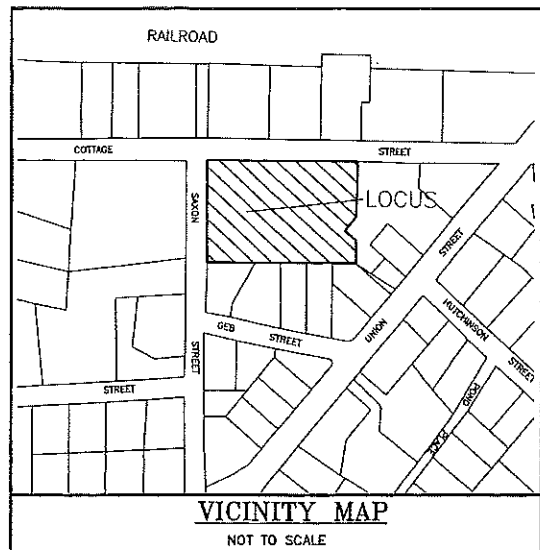 RAILROAD
COTTAGE STREET
SAXON STREET
LOCUS
UNION STREET
GEB STREET
HUTCHINSON STREET
STREET
POND PLACE
VICINITY MAP
NOT TO SCALE